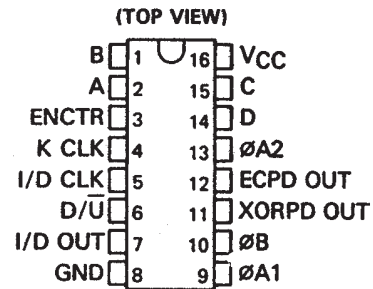 (TOP VIEW)
B 1 16 VCC
A 2 15 C
ENCTR 3 14 D
K CLK 4 13 ØA2
I/D CLK 5 12 ECPD OUT
D/U̅ 6 11 XORPD OUT
I/D OUT 7 10 ØB
GND 8 9 ØA1